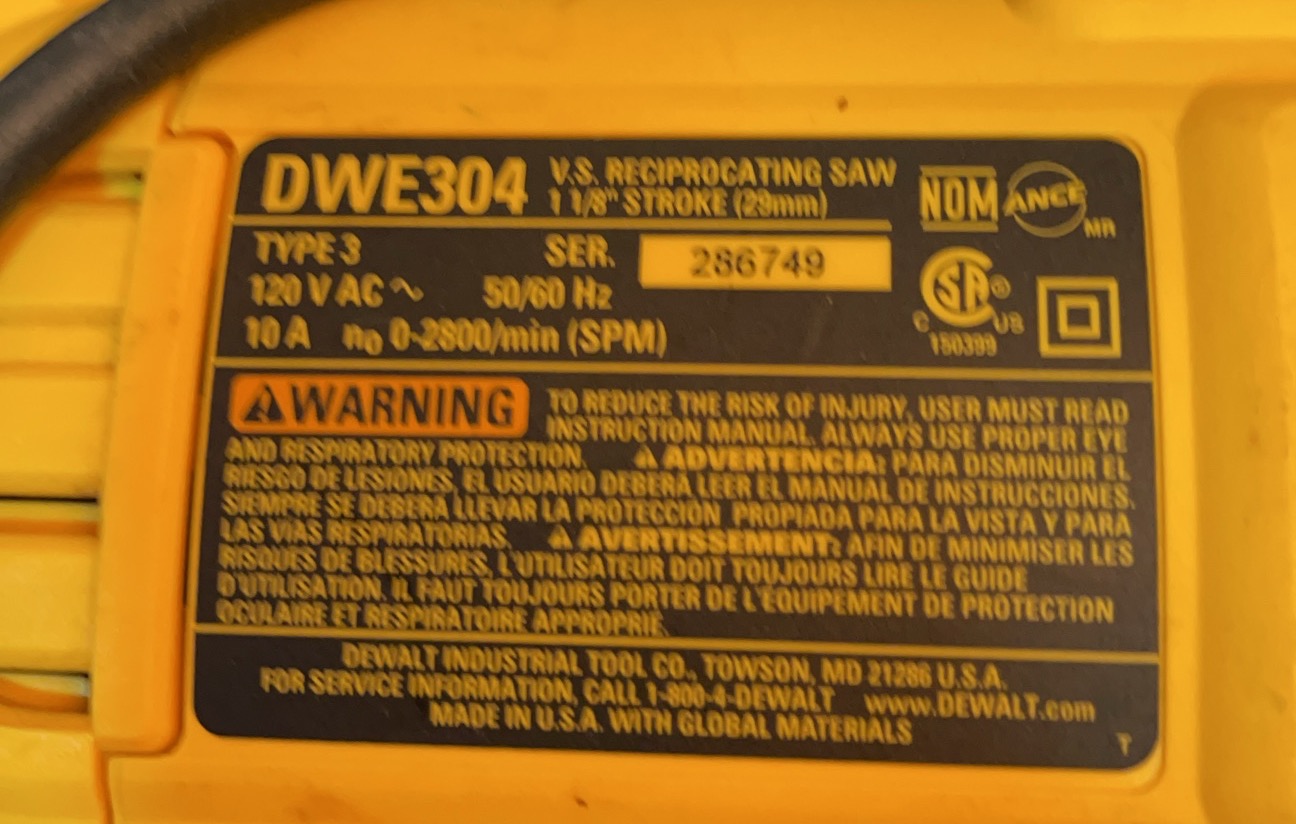 DWE304 V.S. RECIPROCATING SAW
1 1/8" STROKE (29mm)
NOM ANCE MR
TYPE 3 SER. 286749
120 V AC ~ 50/60 Hz
10 A n0 0-2800/min (SPM)
SA ®
C US
150399
WARNING TO REDUCE THE RISK OF INJURY, USER MUST READ
INSTRUCTION MANUAL. ALWAYS USE PROPER EYE
AND RESPIRATORY PROTECTION. ADVERTENCIA: PARA DISMINUIR EL
RIESGO DE LESIONES, EL USUARIO DEBERÁ LEER EL MANUAL DE INSTRUCCIONES.
SIEMPRE SE DEBERÁ LLEVAR LA PROTECCIÓN PROPIADA PARA LA VISTA Y PARA
LAS VÍAS RESPIRATORIAS. AVERTISSEMENT: AFIN DE MINIMISER LES
RISQUES DE BLESSURES, L'UTILISATEUR DOIT TOUJOURS LIRE LE GUIDE
D'UTILISATION. IL FAUT TOUJOURS PORTER DE L'ÉQUIPEMENT DE PROTECTION
OCULAIRE ET RESPIRATOIRE APPROPRIÉ.
DEWALT INDUSTRIAL TOOL CO., TOWSON, MD 21286 U.S.A.
FOR SERVICE INFORMATION, CALL 1-800-4-DEWALT www.DEWALT.com
MADE IN U.S.A. WITH GLOBAL MATERIALS
T